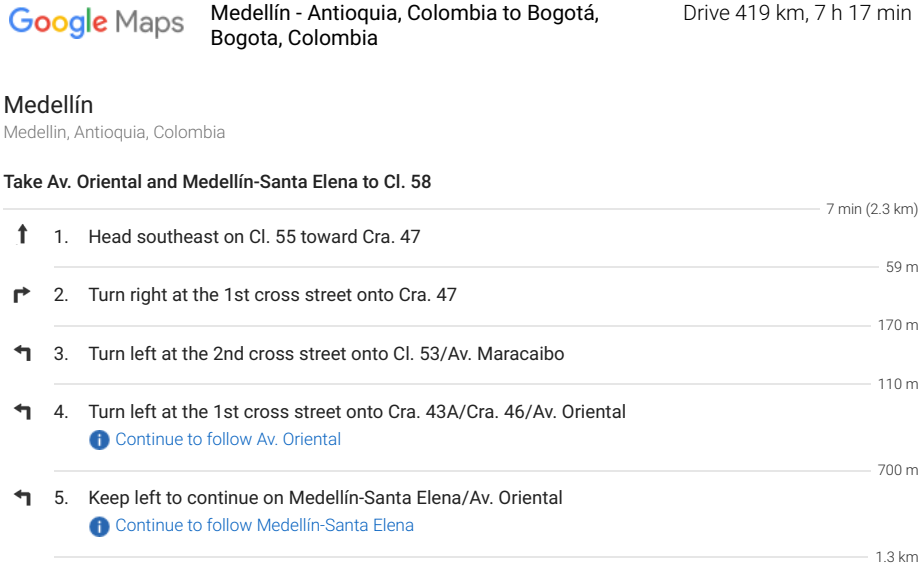 Google Maps
Medellín - Antioquia, Colombia to Bogotá,
Bogota, Colombia
Drive 419 km, 7 h 17 min
Medellín
Medellin, Antioquia, Colombia
Take Av. Oriental and Medellín-Santa Elena to Cl. 58
7 min (2.3 km)
1. Head southeast on Cl. 55 toward Cra. 47
59 m
2. Turn right at the 1st cross street onto Cra. 47
170 m
3. Turn left at the 2nd cross street onto Cl. 53/Av. Maracaibo
110 m
4. Turn left at the 1st cross street onto Cra. 43A/Cra. 46/Av. Oriental
Continue to follow Av. Oriental
700 m
5. Keep left to continue on Medellín-Santa Elena/Av. Oriental
Continue to follow Medellín-Santa Elena
1.3 km